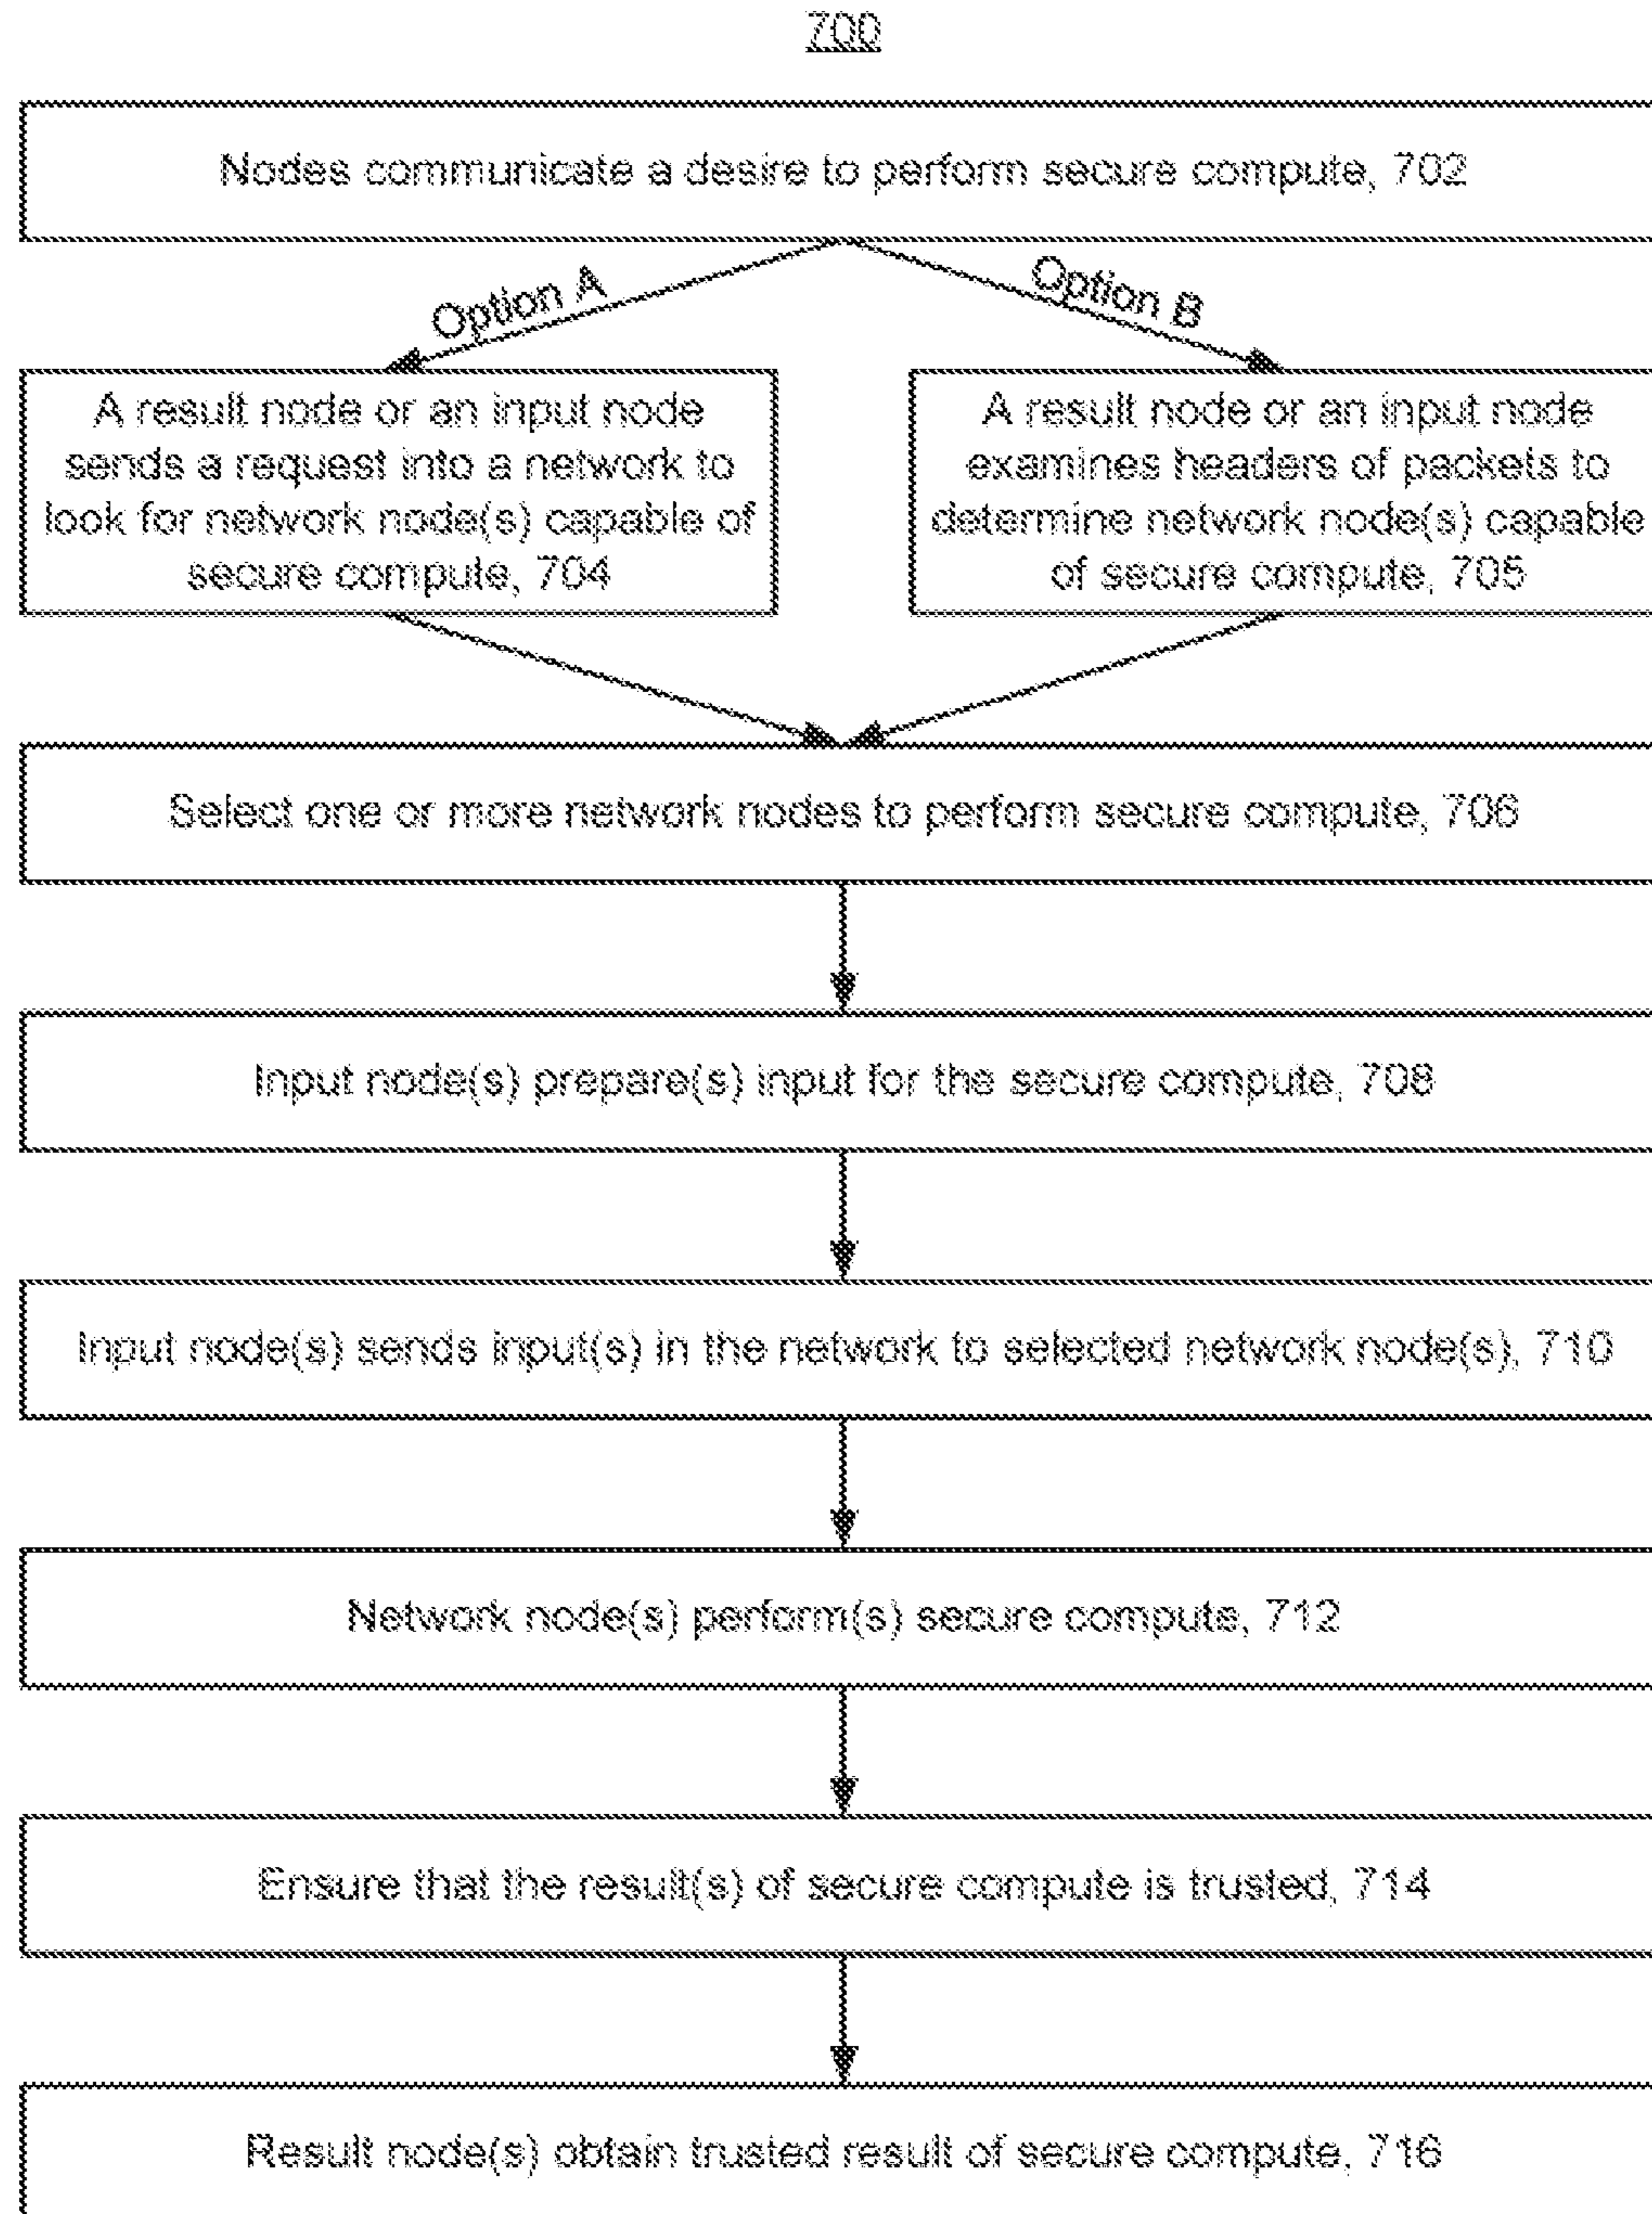 700
Nodes communicate a desire to perform secure compute, 702
Option A
Option B
A result node or an input node
sends a request into a network to
look for network node(s) capable of
secure compute, 704
A result node or an input node
examines headers of packets to
determine network node(s) capable
of secure compute, 705
Select one or more network nodes to perform secure compute, 706
Input node(s) prepare(s) input for the secure compute, 708
Input node(s) sends input(s) in the network to selected network node(s), 710
Network node(s) perform(s) secure compute, 712
Ensure that the result(s) of secure compute is trusted, 714
Result node(s) obtain trusted result of secure compute, 716